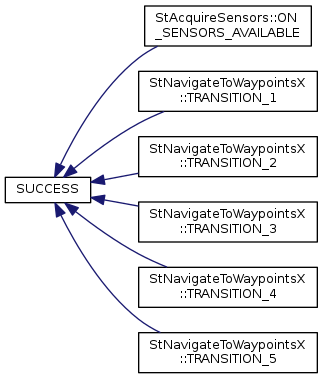 StAcquireSensors::ON
_SENSORS_AVAILABLE
StNavigateToWaypointsX
::TRANSITION_1
StNavigateToWaypointsX
::TRANSITION_2
SUCCESS
StNavigateToWaypointsX
::TRANSITION_3
StNavigateToWaypointsX
::TRANSITION_4
StNavigateToWaypointsX
::TRANSITION_5